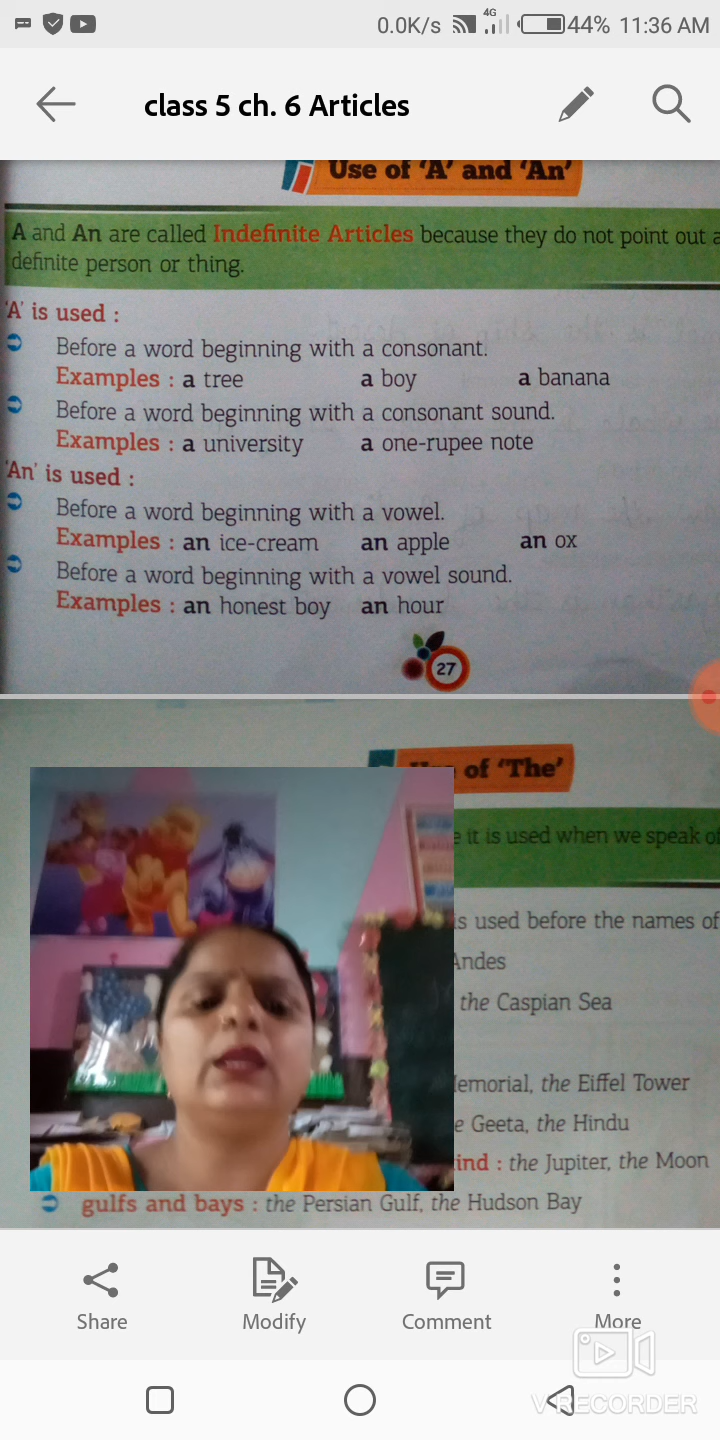 0.0K/s 4G 44% 11:36 AM
class 5 ch. 6 Articles
Use of 'A' and 'An'
A and An are called Indefinite Articles because they do not point out a
definite person or thing.
'A' is used :
Before a word beginning with a consonant.
Examples : a tree a boy a banana
Before a word beginning with a consonant sound.
Examples : a university a one-rupee note
'An' is used :
Before a word beginning with a vowel.
Examples : an ice-cream an apple an ox
Before a word beginning with a vowel sound.
Examples : an honest boy an hour
27
of 'The'
it is used when we speak of
is used before the names of
Andes
the Caspian Sea
Memorial, the Eiffel Tower
Geeta, the Hindu
kind : the Jupiter, the Moon
gulfs and bays : the Persian Gulf, the Hudson Bay
Share Modify Comment More
V RECORDER